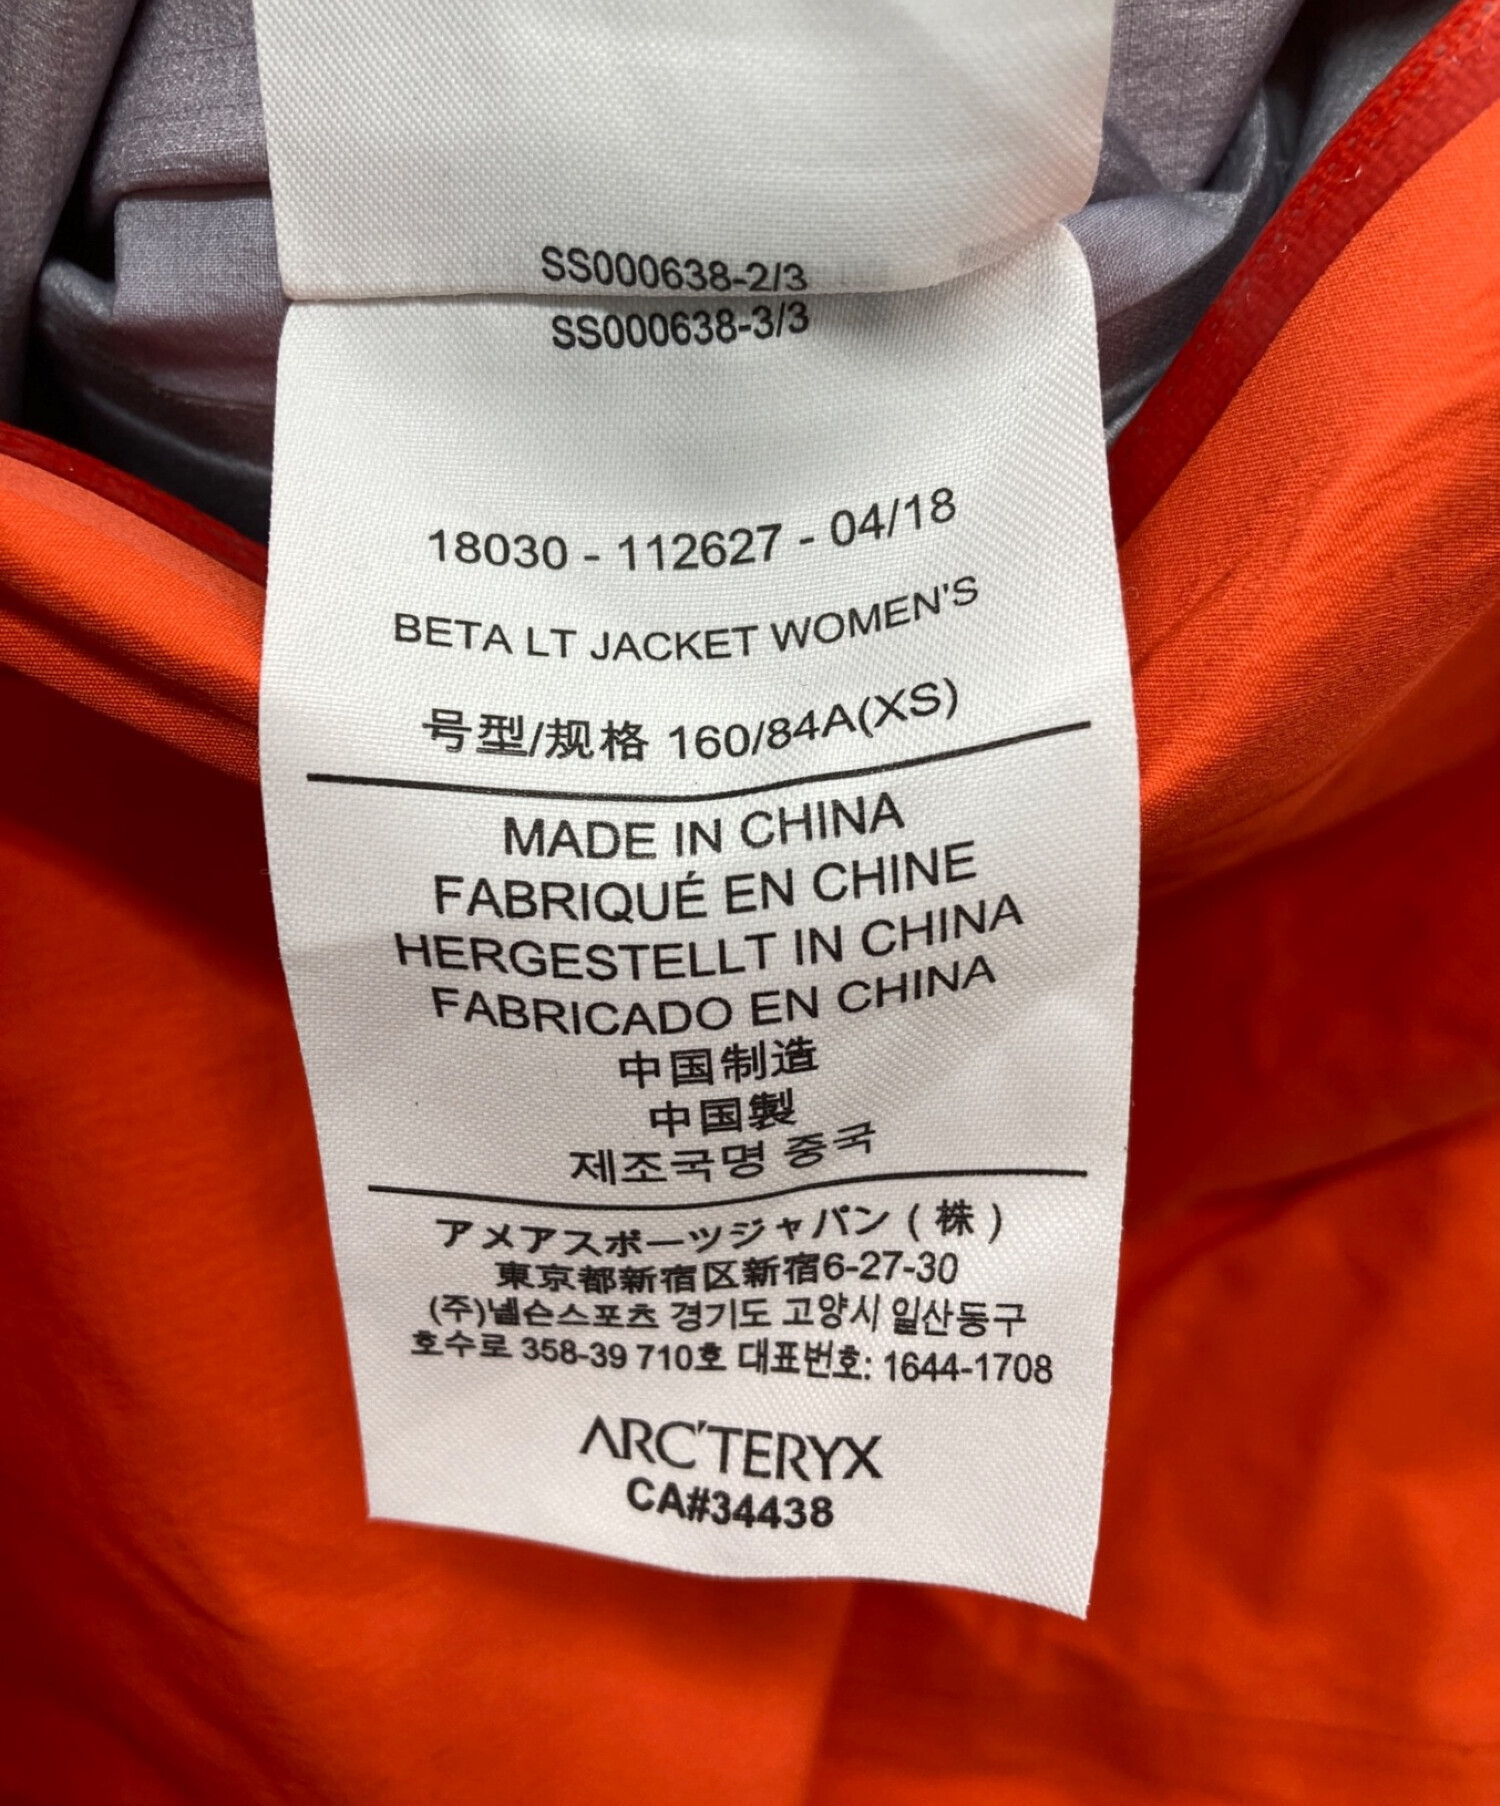 SS000638-2/3
SS000638-3/3
18030 - 112627 - 04/18
BETA LT JACKET WOMEN'S
号型/规格 160/84A(XS)
MADE IN CHINA
FABRIQUÉ EN CHINE
HERGESTELLT IN CHINA
FABRICADO EN CHINA
中国制造
中国製
제조국명 중국
アメアスポーツジャパン（株）
東京都新宿区新宿6-27-30
(주)넬슨스포츠 경기도 고양시 일산동구
호수로 358-39 710호 대표번호: 1644-1708
ARC'TERYX
CA#34438